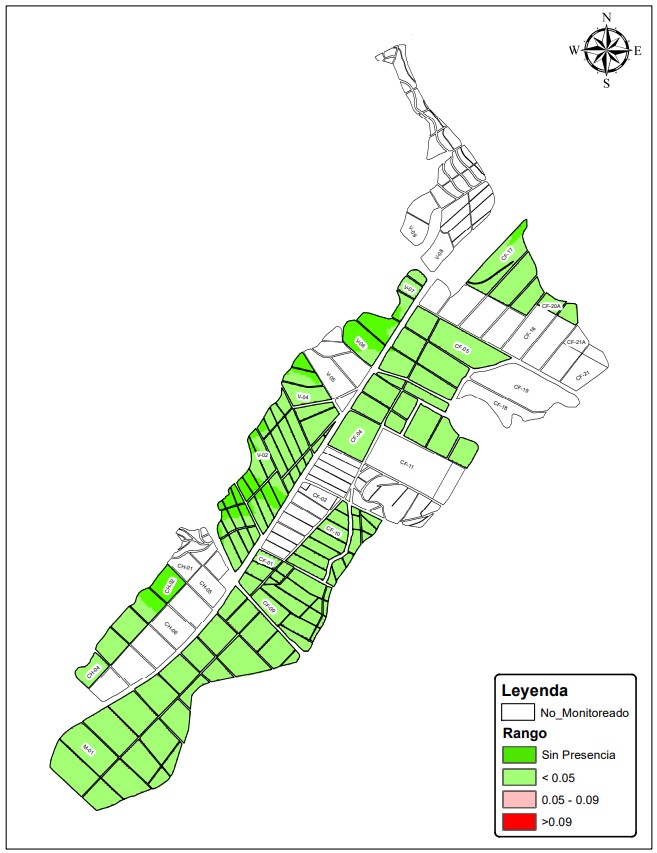 N
W E
S
V-09
V-08
CF-17
V-07
CF-20A
CF-16
CF-21A
V-06
CF-05
CF-21
V-05
CF-19
V-04
CF-18
CF-04
V-02
CF-11
CF-02
CF-10
CH-01
CF-01
CH-02
CH-05
CF-09
CH-06
CH-04
M-01
Leyenda
No_Monitoreado
Rango
Sin Presencia
< 0.05
0.05 - 0.09
>0.09